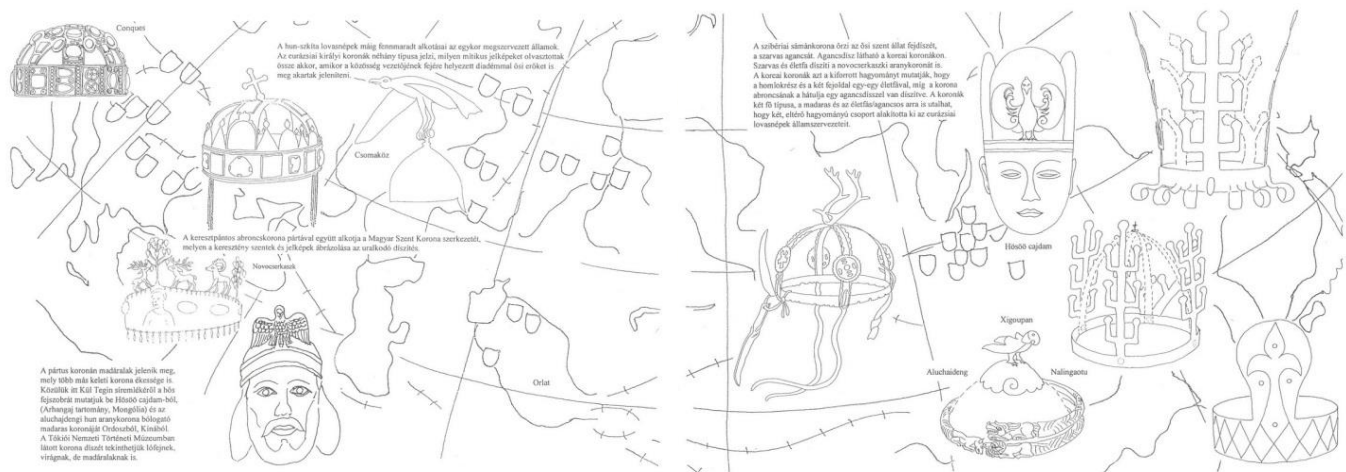 Conques
A hun-szkíta lovasnépek máig fennmaradt alkotásai az egykor megszervezett államok.
Az eurázsiai királyi koronák néhány típusa jelzi, milyen mitikus jelképeket olvasztottak
össze akkor, amikor a közösség vezetőjének fejére helyezett diadémmal ősi erőket is
meg akartak jeleníteni.
Csomaköz
A keresztpántos abroncskorona pártával együtt alkotja a Magyar Szent Korona szerkezetét,
melyen a keresztény szentek és jelképek ábrázolása az uralkodó díszítés.
Novocserkaszk
A pártus koronán madáralak jelenik meg,
mely több más keleti korona ékessége is.
Közülük itt Kül Tegin síremlékéről a hős
fejszobrát mutatjuk be Hösöö cajdam-ból,
(Arhangaj tartomány, Mongólia) és az
aluchajdengi hun aranykorona bólogató
madaras koronáját Ordoszból, Kínából.
A Tókiói Nemzeti Történeti Múzeumban
látott korona díszét tekinthetjük lófejnek,
virágnak, de madáralaknak is.
Orlat
A szibériai sámánkorona őrzi az ősi szent állat fejdíszét,
a szarvas agancsát. Agancsdísz látható a koreai koronákon.
Szarvas és életfa díszíti a novocserkaszki aranykoronát is.
A koreai koronák azt a kiforrott hagyományt mutatják, hogy
a homlokrész és a két fejoldal egy-egy életfával, míg a korona
abroncsának a hátulja egy agancsdísszel van díszítve. A koronák
két fő típusa, a madaras és az életfás/agancsos arra is utalhat,
hogy két, eltérő hagyományú csoport alakította ki az eurázsiai
lovasnépek államszervezeteit.
Hösöö cajdam
Xigoupan
Aluchaideng
Nalingaotu